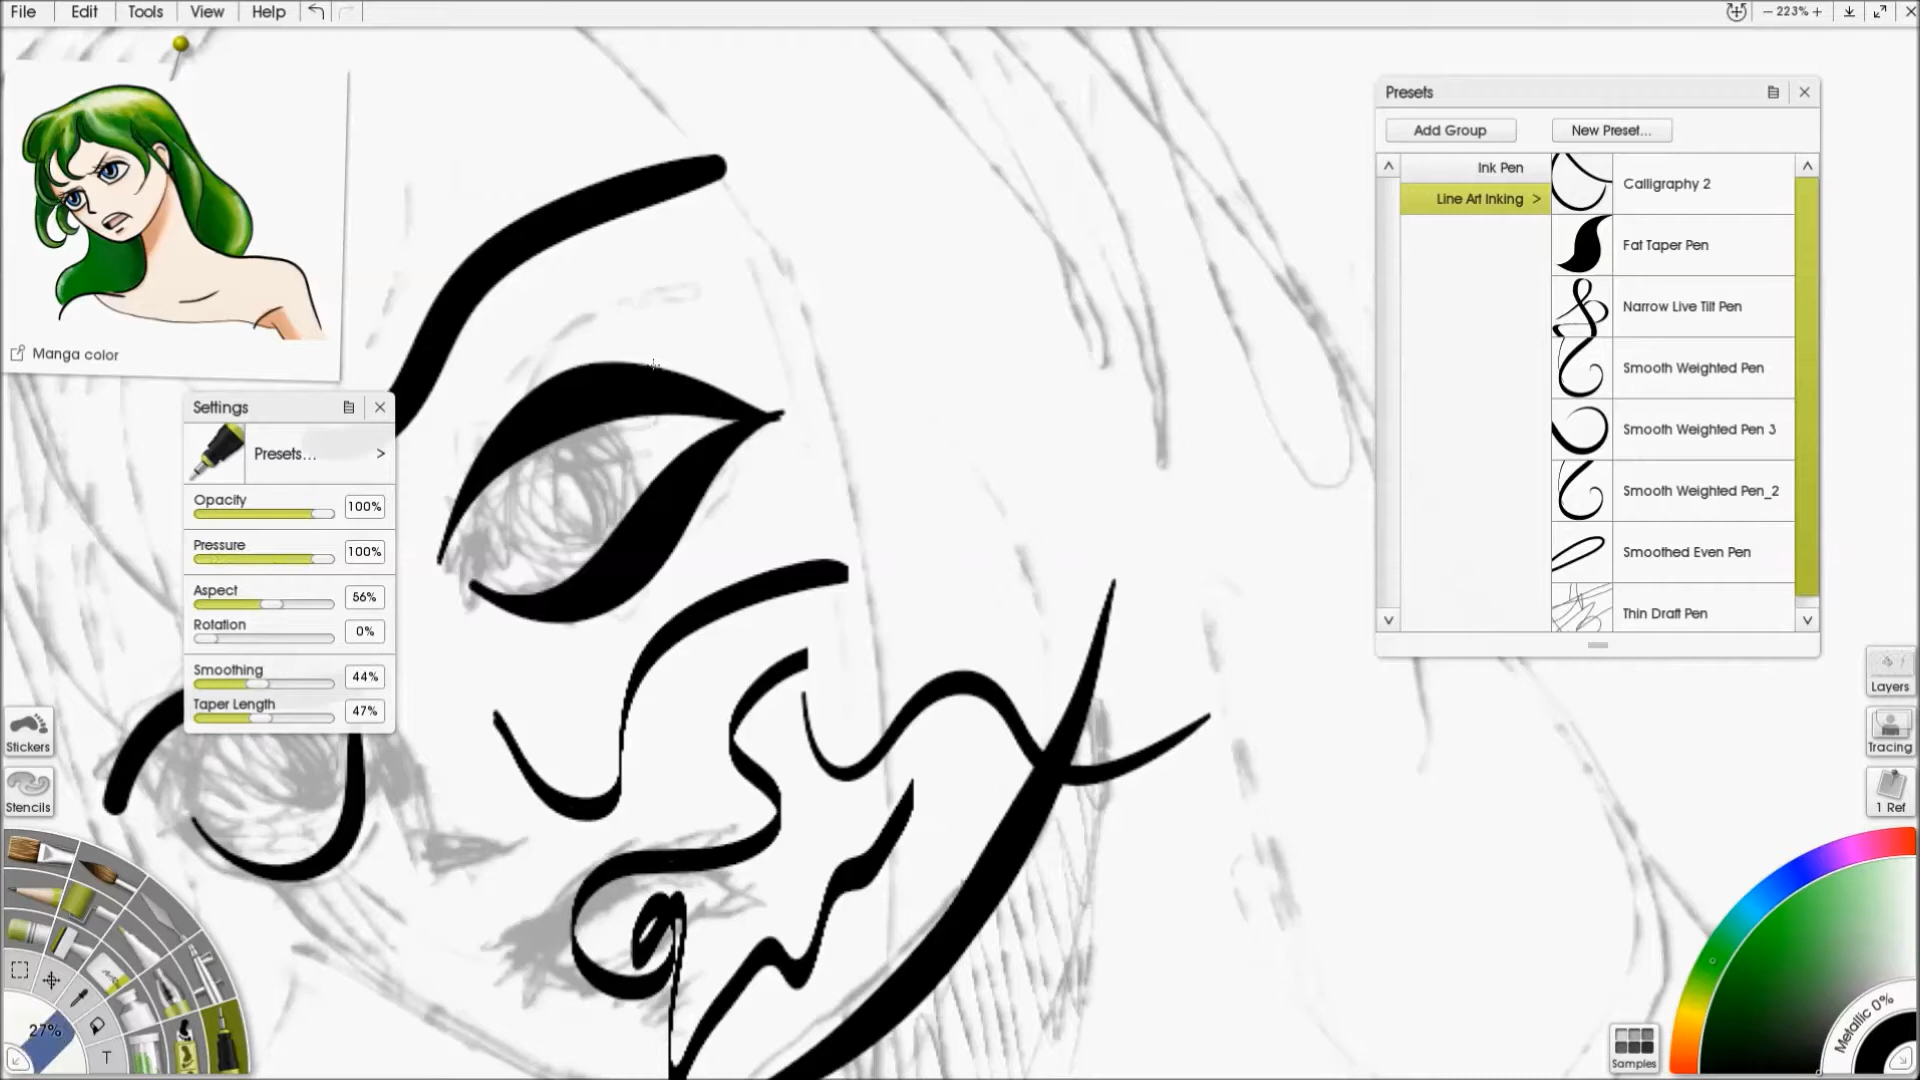 File Edit Tools View Help
223%
Manga color
Settings
Presets...
Opacity 100%
Pressure 100%
Aspect 56%
Rotation 0%
Smoothing 44%
Taper Length 47%
Presets
Add Group New Preset...
Ink Pen
Line Art Inking >
Calligraphy 2
Fat Taper Pen
Narrow Live Tilt Pen
Smooth Weighted Pen
Smooth Weighted Pen 3
Smooth Weighted Pen_2
Smoothed Even Pen
Thin Draft Pen
Stickers
Stencils
27%
T
Layers
Tracing
1 Ref
Metallic 0%
Samples